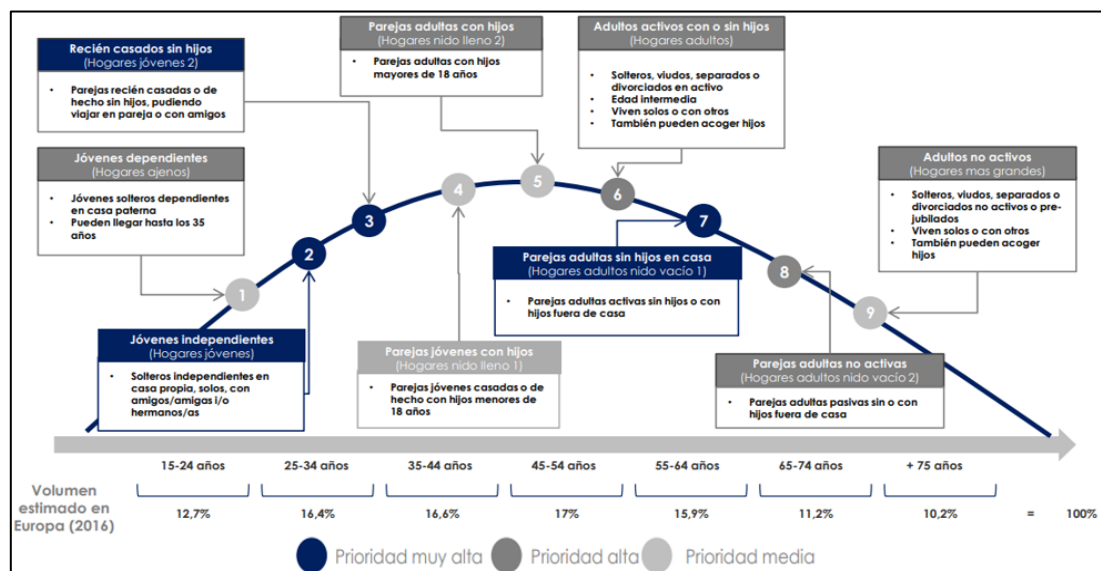 Recién casados sin hijos
(Hogares jóvenes 2)
• Parejas recién casadas o de
hecho sin hijos, pudiendo
viajar en pareja o con amigos
Parejas adultas con hijos
(Hogares nido lleno 2)
• Parejas adultas con hijos
mayores de 18 años
Adultos activos con o sin hijos
(Hogares adultos)
• Solteros, viudos, separados o
divorciados en activo
• Edad intermedia
• Viven solos o con otros
• También pueden acoger hijos
Jóvenes dependientes
(Hogares ajenos)
• Jóvenes solteros dependientes
en casa paterna
• Pueden llegar hasta los 35
años
Adultos no activos
(Hogares mas grandes)
• Solteros, viudos, separados o
divorciados no activos o pre-
jubilados
• Viven solos o con otros
• También pueden acoger
hijos
1
2
3
4
5
6
7
8
9
Jóvenes independientes
(Hogares jóvenes)
• Solteros independientes en
casa propia, solos, con
amigos/amigas i/o
hermanos/as
Parejas jóvenes con hijos
(Hogares nido lleno 1)
• Parejas jóvenes casadas o de
hecho con hijos menores de
18 años
Parejas adultas sin hijos en casa
(Hogares adultos nido vacío 1)
• Parejas adultas activas sin hijos o con
hijos fuera de casa
Parejas adultas no activas
(Hogares adultos nido vacío 2)
• Parejas adultas pasivas sin o con
hijos fuera de casa
15-24 años 25-34 años 35-44 años 45-54 años 55-64 años 65-74 años + 75 años
Volumen
estimado en
Europa (2016)
12,7% 16,4% 16,6% 17% 15,9% 11,2% 10,2% = 100%
Prioridad muy alta Prioridad alta Prioridad media